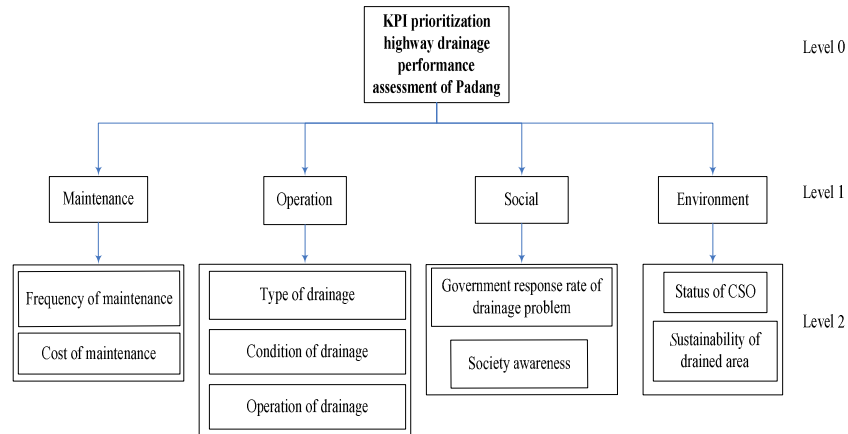 KPI prioritization
highway drainage
performance
assessment of Padang
Level 0
Maintenance
Operation
Social
Environment
Level 1
Frequency of maintenance
Cost of maintenance
Type of drainage
Condition of drainage
Operation of drainage
Government response rate of
drainage problem
Society awareness
Status of CSO
Sustainability of
drained area
Level 2